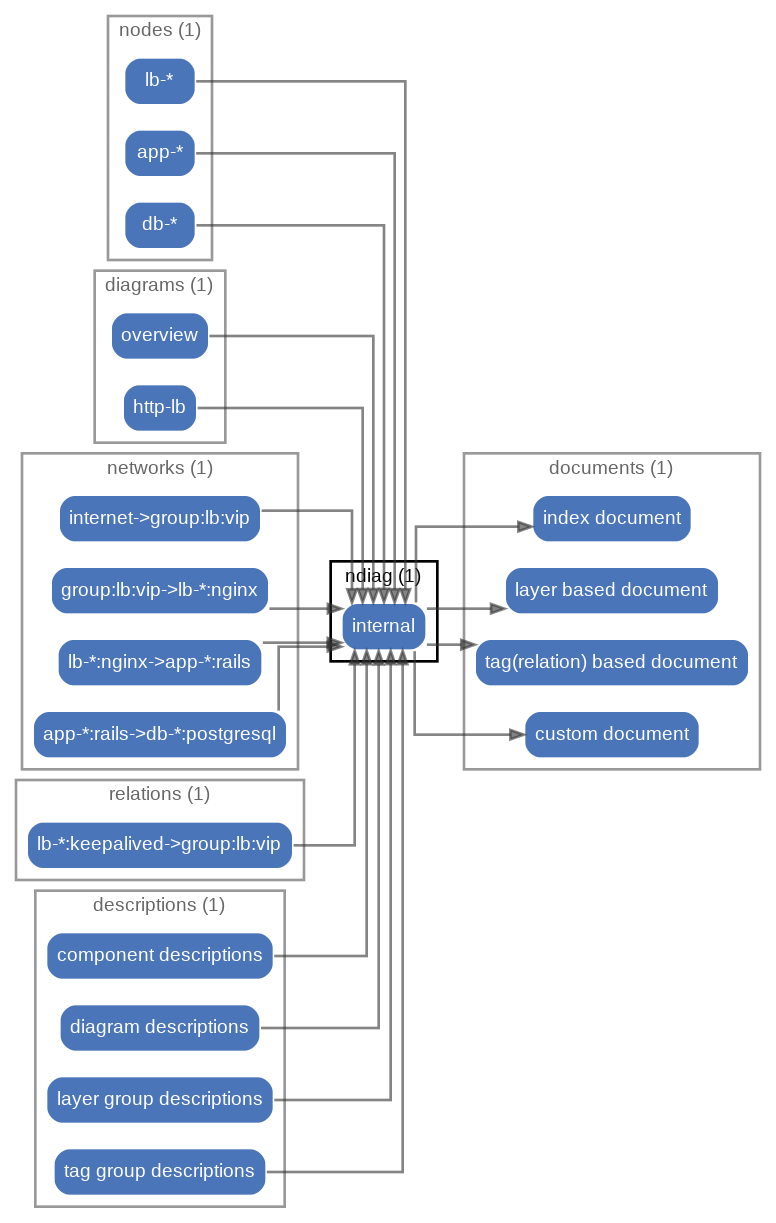 nodes (1)
lb-*
app-*
db-*
diagrams (1)
overview
http-lb
networks (1)
internet->group:lb:vip
group:lb:vip->lb-*:nginx
lb-*:nginx->app-*:rails
app-*:rails->db-*:postgresql
relations (1)
lb-*:keepalived->group:lb:vip
descriptions (1)
component descriptions
diagram descriptions
layer group descriptions
tag group descriptions
ndiag (1)
internal
documents (1)
index document
layer based document
tag(relation) based document
custom document